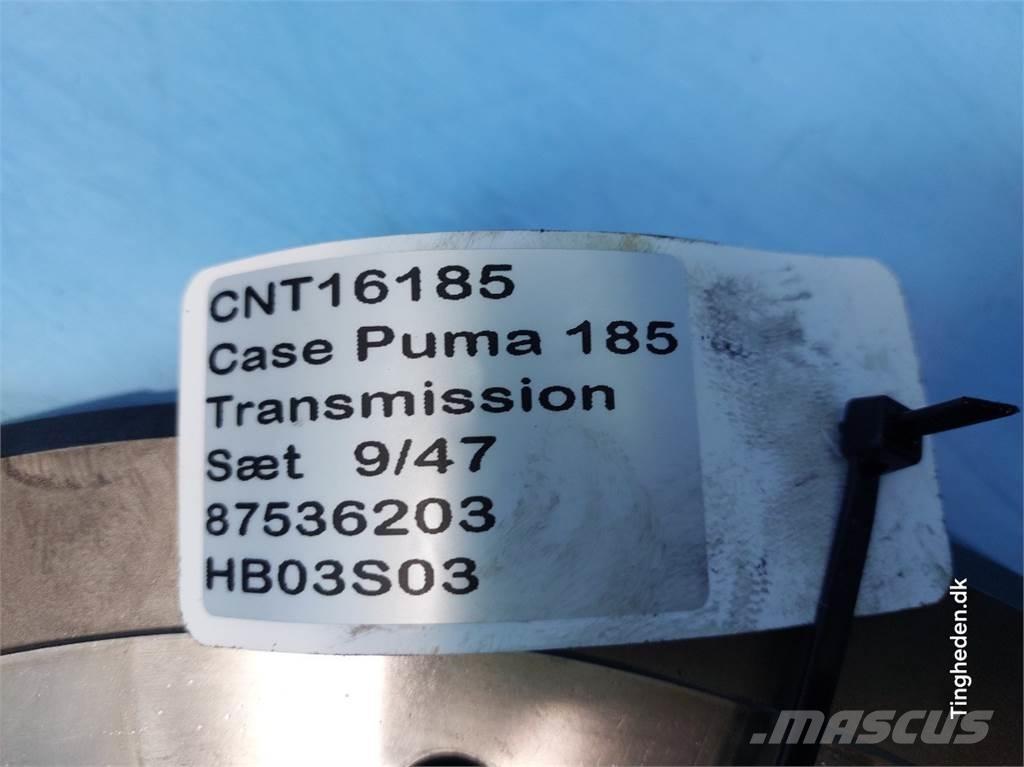 CNT16185
Case Puma 185
Transmission
Sæt 9/47
87536203
HB03S03
Tingheden.dk
MASCUS